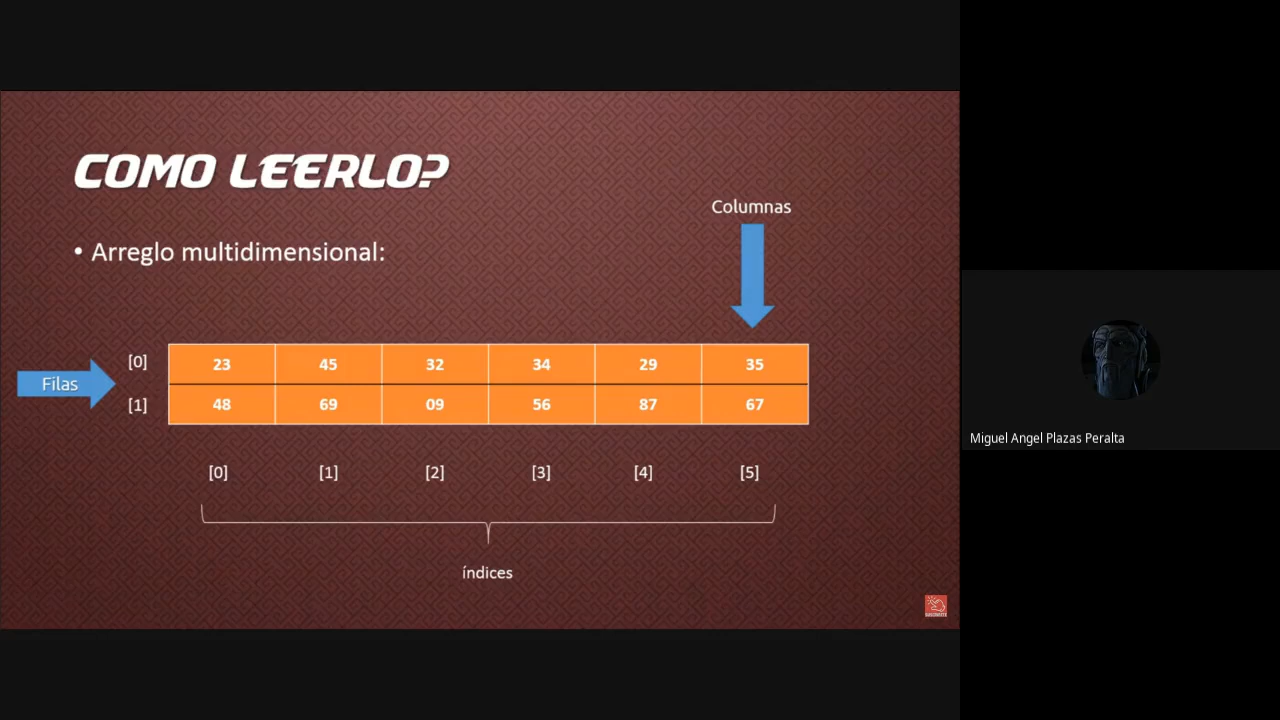 COMO LEERLO?
Columnas
• Arreglo multidimensional:
[0] 23 45 32 34 29 35
Filas
[1] 48 69 09 56 87 67
[0] [1] [2] [3] [4] [5]
índices
Miguel Angel Plazas Peralta